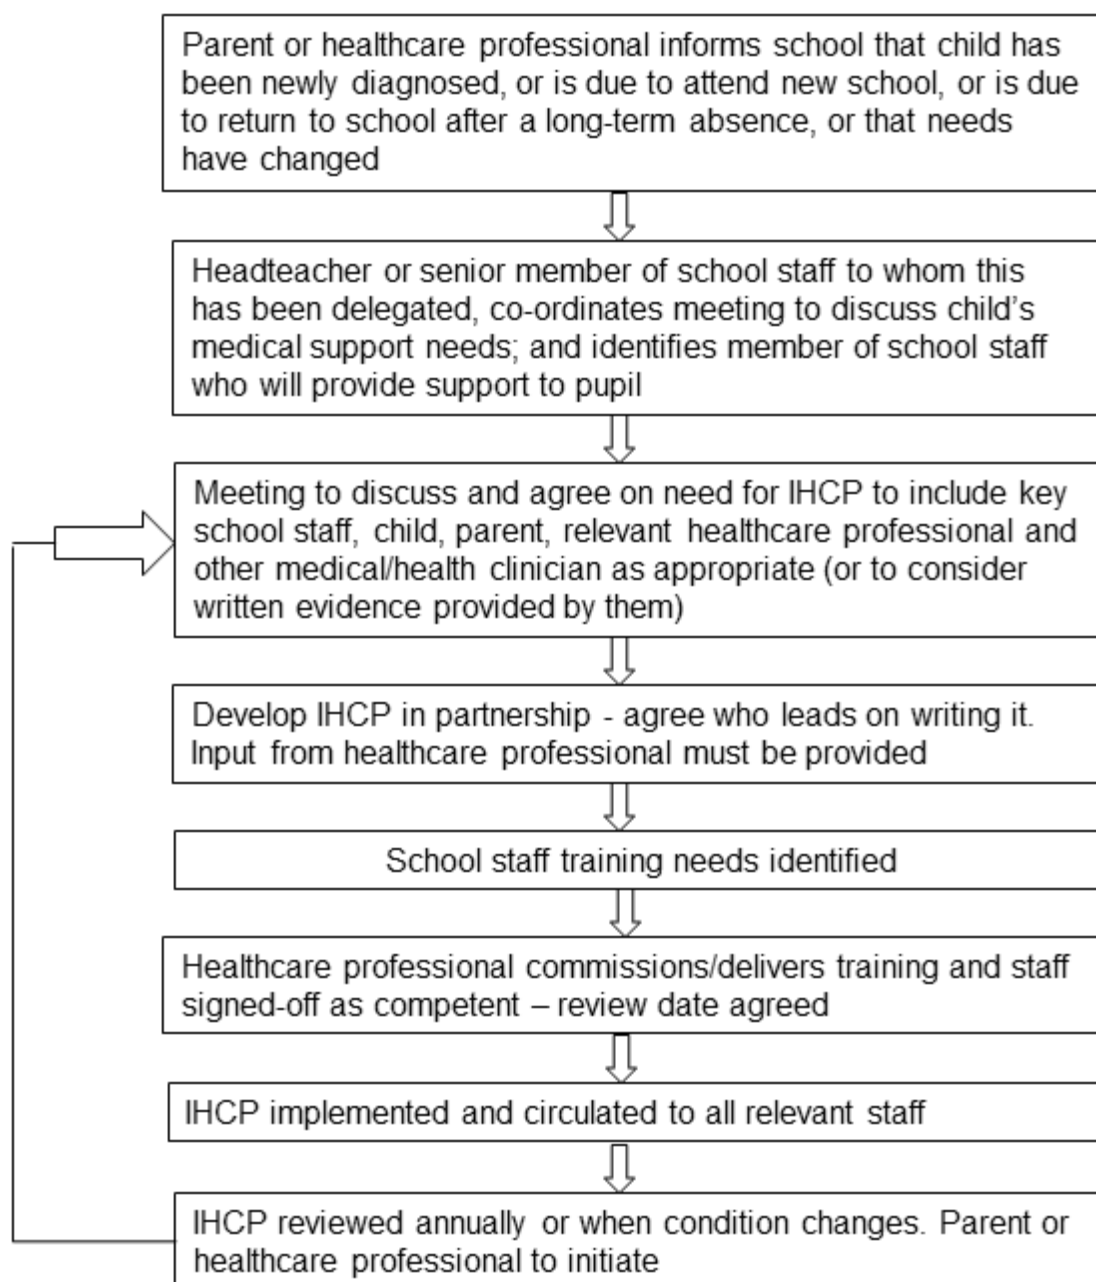 Parent or healthcare professional informs school that child has
been newly diagnosed, or is due to attend new school, or is due
to return to school after a long-term absence, or that needs
have changed
Headteacher or senior member of school staff to whom this
has been delegated, co-ordinates meeting to discuss child's
medical support needs; and identifies member of school staff
who will provide support to pupil
Meeting to discuss and agree on need for IHCP to include key
school staff, child, parent, relevant healthcare professional and
other medical/health clinician as appropriate (or to consider
written evidence provided by them)
Develop IHCP in partnership - agree who leads on writing it.
Input from healthcare professional must be provided
School staff training needs identified
Healthcare professional commissions/delivers training and staff
signed-off as competent – review date agreed
IHCP implemented and circulated to all relevant staff
IHCP reviewed annually or when condition changes. Parent or
healthcare professional to initiate